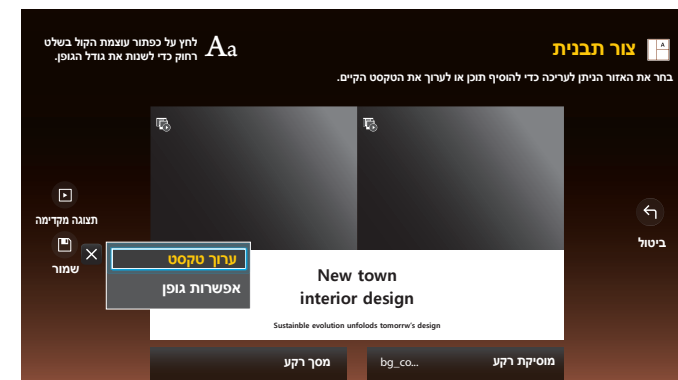 צור תבנית
בחר את האזור הניתן לעריכה כדי להוסיף תוכן או לערוך את הטקסט הקיים.
Aa
לחץ על כפתור עוצמת הקול בשלט
רחוק כדי לשנות את גודל הגופן.
ביטול
תצוגה מקדימה
שמור
ערוך טקסט
אפשרות גופן
New town
interior design
Sustainble evolution unfolods tomorrw's design
מוסיקת רקע
bg_co...
מסך רקע